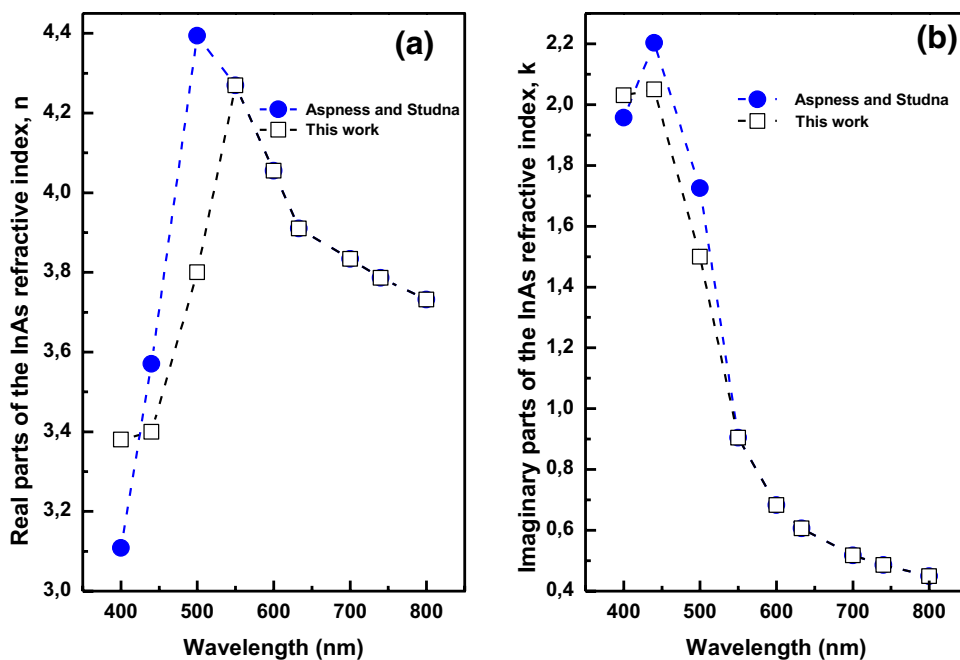 (a)
Real parts of the InAs refractive index, n
4,4
4,2
4,0
3,8
3,6
3,4
3,2
3,0
Aspness and Studna
This work
400 500 600 700 800
Wavelength (nm)
(b)
Imaginary parts of the InAs refractive index, k
2,2
2,0
1,8
1,6
1,4
1,2
1,0
0,8
0,6
0,4
Aspness and Studna
This work
400 500 600 700 800
Wavelength (nm)